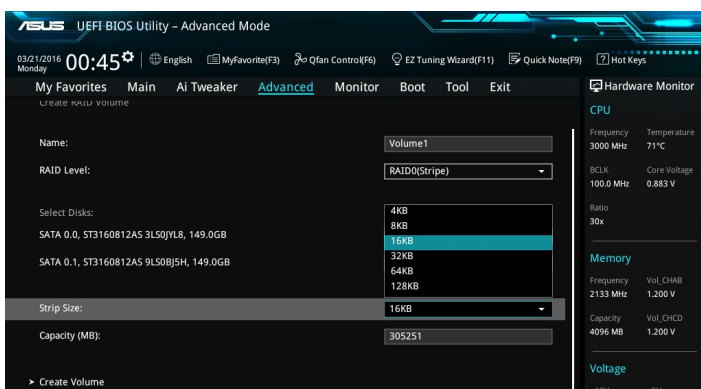 ASUS UEFI BIOS Utility – Advanced Mode
03/21/2016 Monday 00:45 English MyFavorite(F3) Qfan Control(F6) EZ Tuning Wizard(F11) Quick Note(F9) ? Hot Keys
My Favorites Main Ai Tweaker Advanced Monitor Boot Tool Exit
Hardware Monitor
Create RAID Volume
Name: Volume1
RAID Level: RAID0(Stripe)
Select Disks:
SATA 0.0, ST3160812AS 3LS0JYL8, 149.0GB
SATA 0.1, ST3160812AS 9LS0BJ5H, 149.0GB
4KB
8KB
16KB
32KB
64KB
128KB
Strip Size: 16KB
Capacity (MB): 305251
> Create Volume
CPU
Frequency Temperature
3000 MHz 71°C
BCLK Core Voltage
100.0 MHz 0.883 V
Ratio
30x
Memory
Frequency Vol_CHAB
2133 MHz 1.200 V
Capacity Vol_CHCD
4096 MB 1.200 V
Voltage